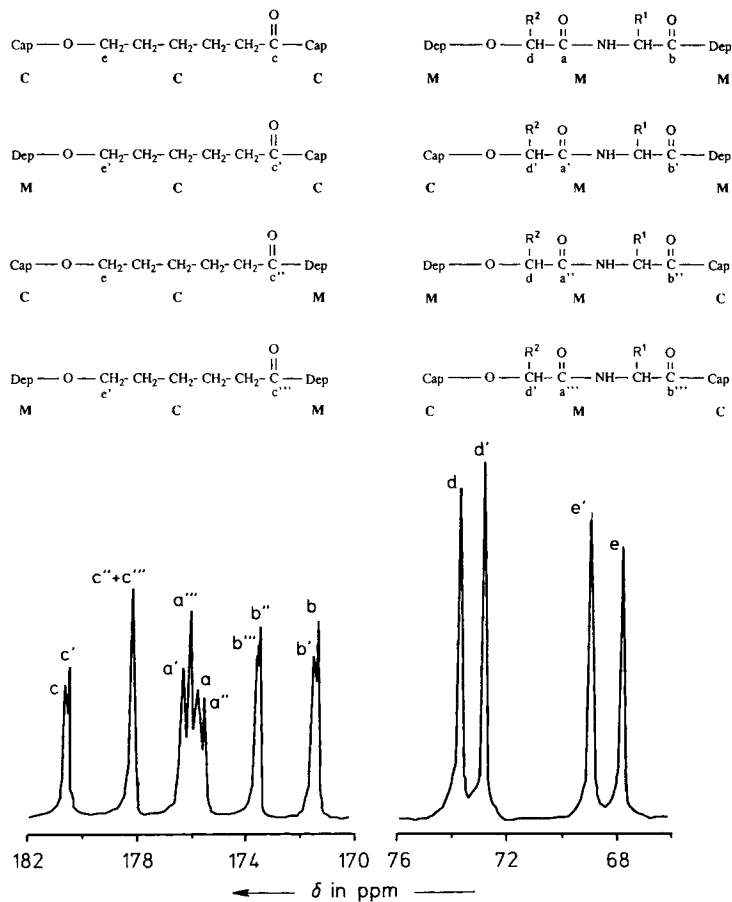 O O R² O R¹ O
Cap—O—CH₂-CH₂-CH₂-CH₂-CH₂-C—Cap Dep—O—CH—C—NH—CH—C—Dep
e c d a b
C C C M M M
O R² O R¹ O
Dep—O—CH₂-CH₂-CH₂-CH₂-CH₂-C—Cap Cap—O—CH—C—NH—CH—C—Dep
e' c' d' a' b'
M C C C M M
O R² O R¹ O
Cap—O—CH₂-CH₂-CH₂-CH₂-CH₂-C—Dep Dep—O—CH—C—NH—CH—C—Cap
e c'' d a'' b''
C C M M M C
O R² O R¹ O
Dep—O—CH₂-CH₂-CH₂-CH₂-CH₂-C—Dep Cap—O—CH—C—NH—CH—C—Cap
e' c''' d' a''' b'''
M C M C M C
c c' c''+c''' a' a''' a a'' b''' b'' b' b d d' e' e
182 178 174 170 76 72 68
δ in ppm